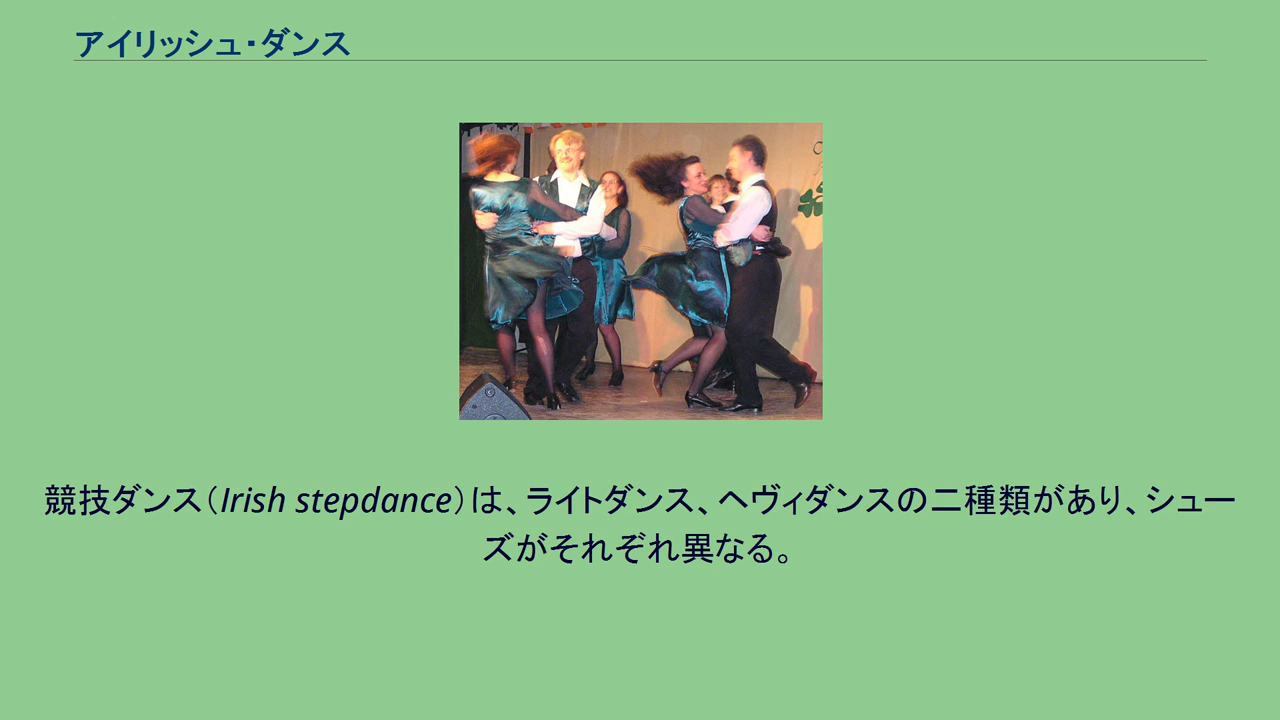 アイリッシュ・ダンス
競技ダンス（Irish stepdance）は、ライトダンス、ヘヴィダンスの二種類があり、シュー
ズがそれぞれ異なる。